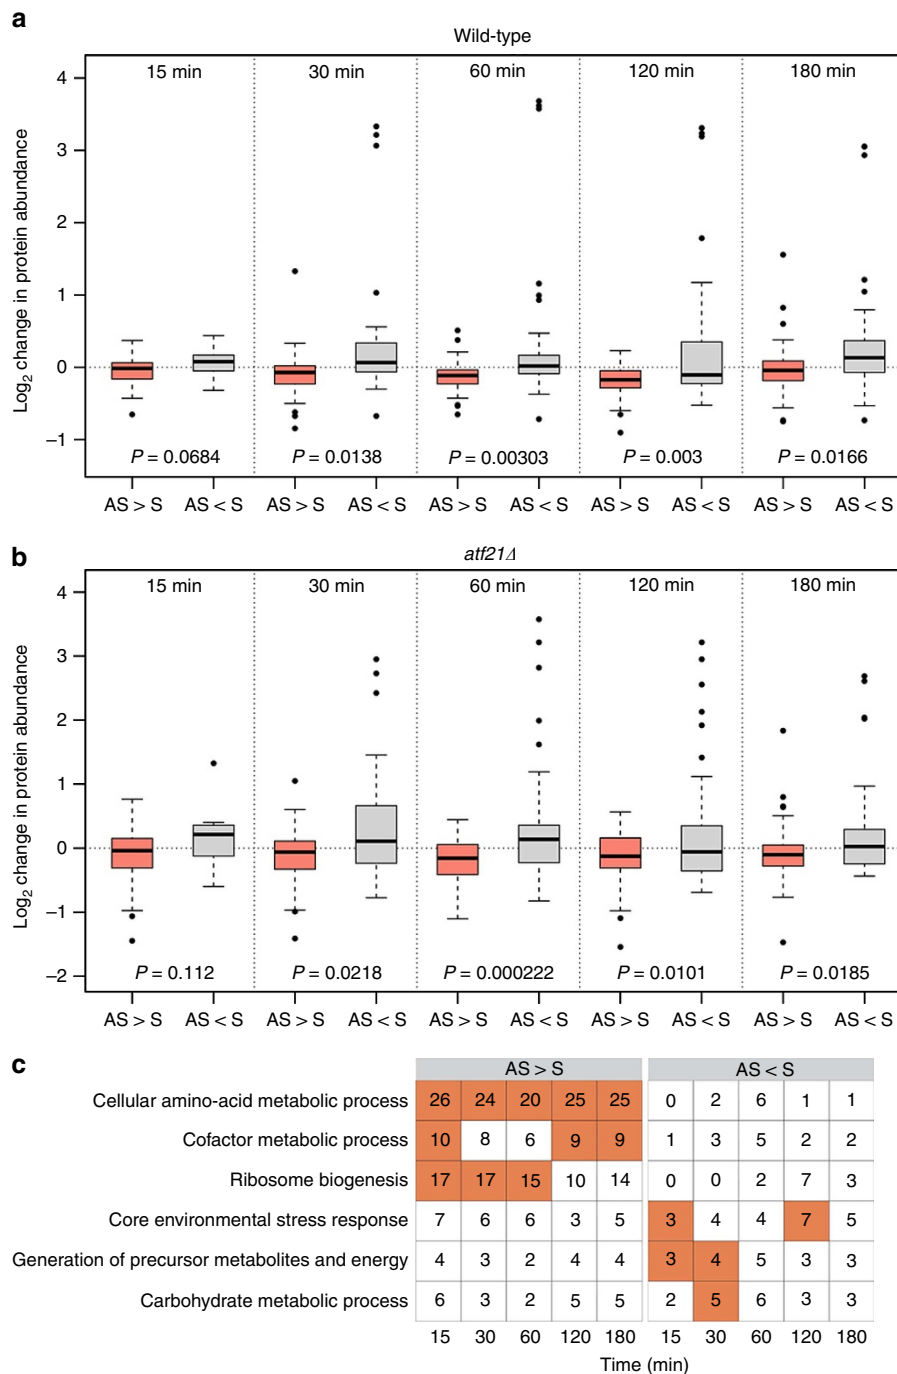 a
Wild-type
15 min 30 min 60 min 120 min 180 min
Log2 change in protein abundance
4
3
2
1
0
–1
P = 0.0684 P = 0.0138 P = 0.00303 P = 0.003 P = 0.0166
AS > S AS < S AS > S AS < S AS > S AS < S AS > S AS < S AS > S AS < S
b
atf21Δ
15 min 30 min 60 min 120 min 180 min
Log2 change in protein abundance
4
3
2
1
0
–1
–2
P = 0.112 P = 0.0218 P = 0.000222 P = 0.0101 P = 0.0185
AS > S AS < S AS > S AS < S AS > S AS < S AS > S AS < S AS > S AS < S
c
AS > S AS < S
Cellular amino-acid metabolic process 26 24 20 25 25 0 2 6 1 1
Cofactor metabolic process 10 8 6 9 9 1 3 5 2 2
Ribosome biogenesis 17 17 15 10 14 0 0 2 7 3
Core environmental stress response 7 6 6 3 5 3 4 4 7 5
Generation of precursor metabolites and energy 4 3 2 4 4 3 4 5 3 3
Carbohydrate metabolic process 6 3 2 5 5 2 5 6 3 3
15 30 60 120 180 15 30 60 120 180
Time (min)